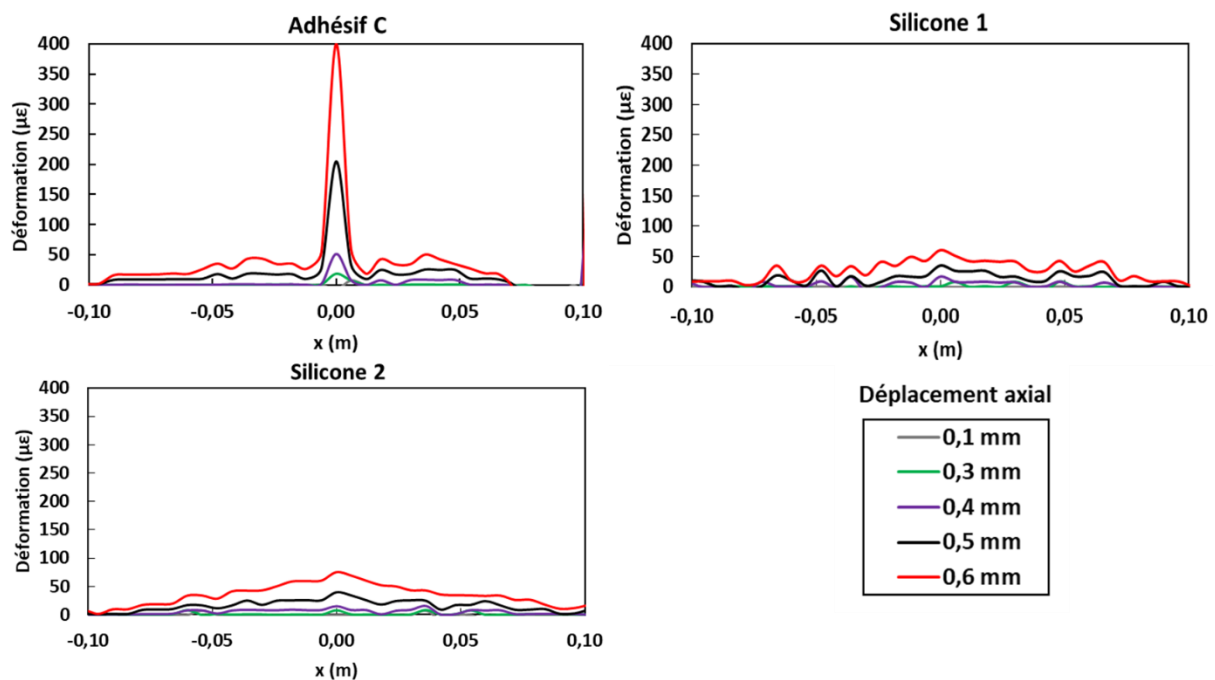 Adhésif C
400
350
300
250
200
150
100
50
0
Déformation (µε)
-0,10 -0,05 0,00 0,05 0,10
x (m)
Silicone 1
400
350
300
250
200
150
100
50
0
Déformation (µε)
-0,10 -0,05 0,00 0,05 0,10
x (m)
Silicone 2
400
350
300
250
200
150
100
50
0
Déformation (µε)
-0,10 -0,05 0,00 0,05 0,10
x (m)
Déplacement axial
0,1 mm
0,3 mm
0,4 mm
0,5 mm
0,6 mm